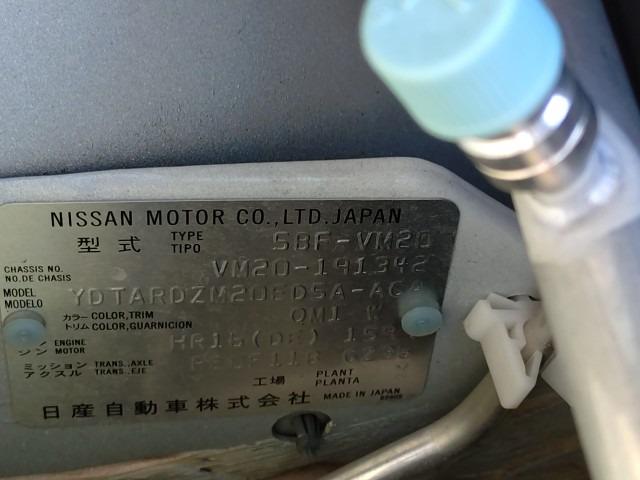 NISSAN MOTOR CO.,LTD.JAPAN
型式 TYPE TIPO 5BF-VM20
CHASSIS NO. NO.DE CHASIS VM20-191342
MODEL MODELO
カラー COLOR,TRIM トリム COLOR,GUARNICION QM1 K
ENGINE MOTOR HR16(DE)
ミッション TRANS.,AXLE アクスル TRANS.,EJE
工場 PLANT PLANTA
日産自動車株式会社 MADE IN JAPAN